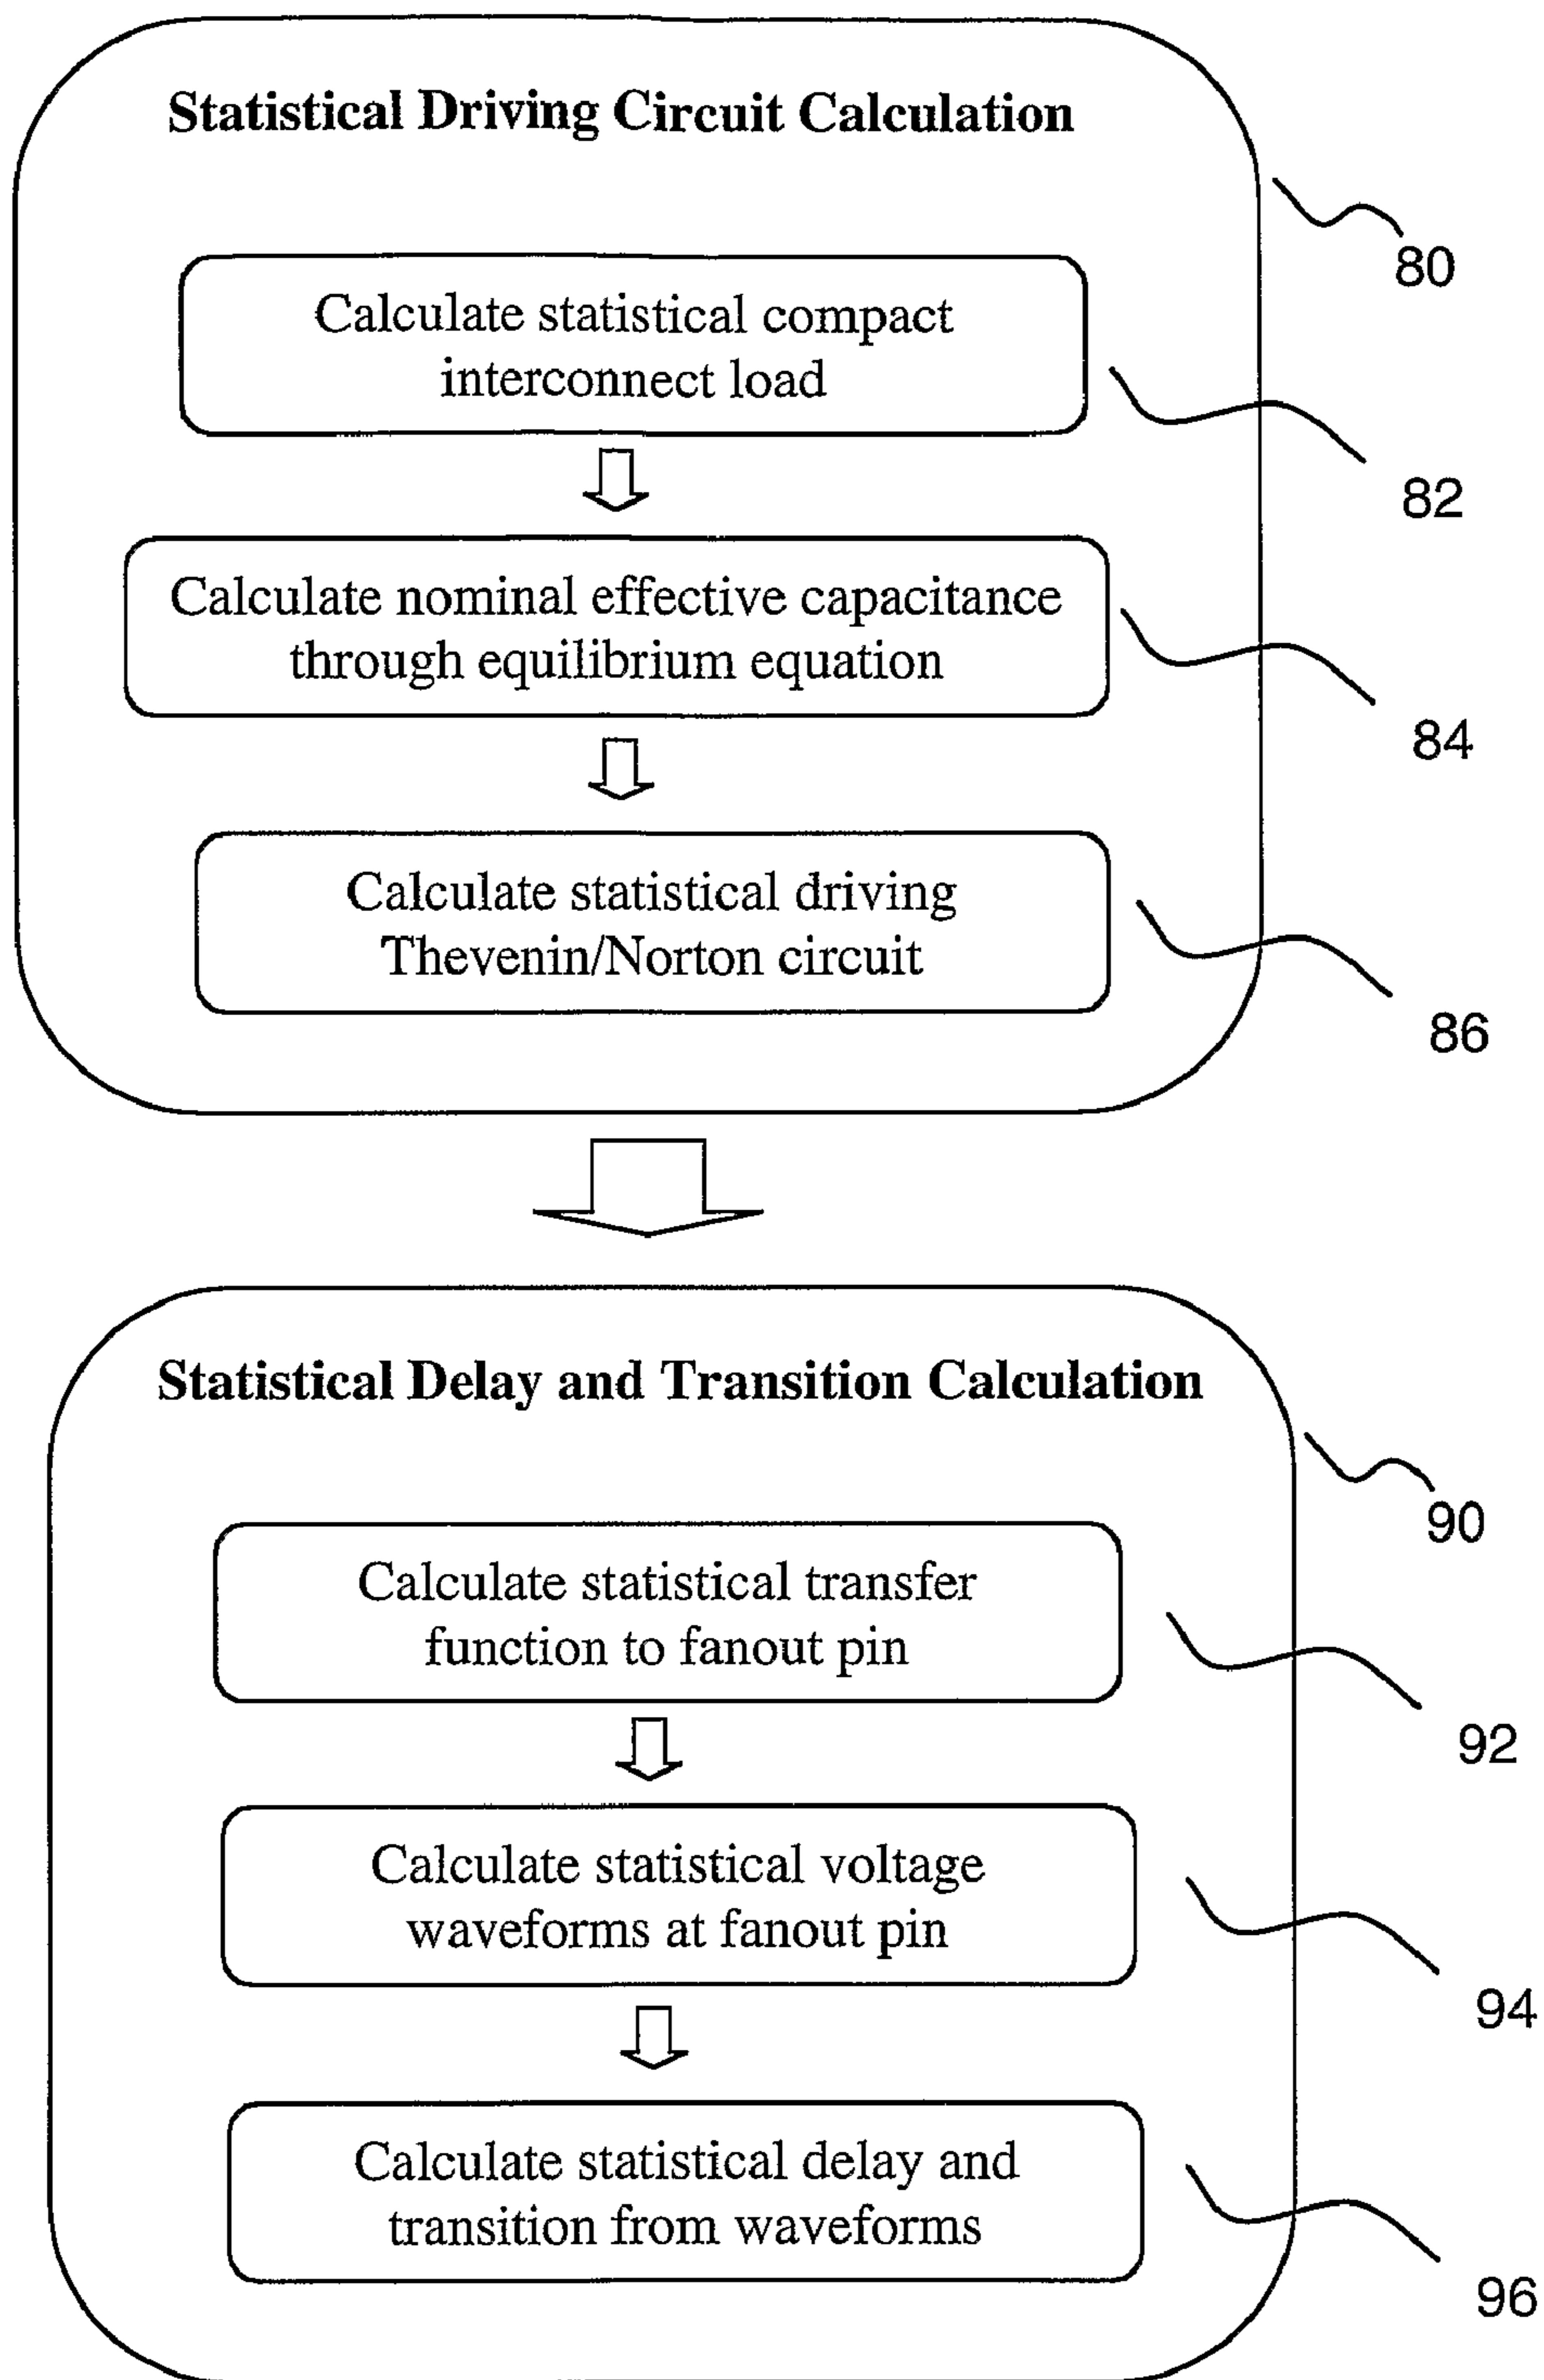 Statistical Driving Circuit Calculation
80
Calculate statistical compact
interconnect load
82
Calculate nominal effective capacitance
through equilibrium equation
84
Calculate statistical driving
Thevenin/Norton circuit
86
Statistical Delay and Transition Calculation
90
Calculate statistical transfer
function to fanout pin
92
Calculate statistical voltage
waveforms at fanout pin
94
Calculate statistical delay and
transition from waveforms
96